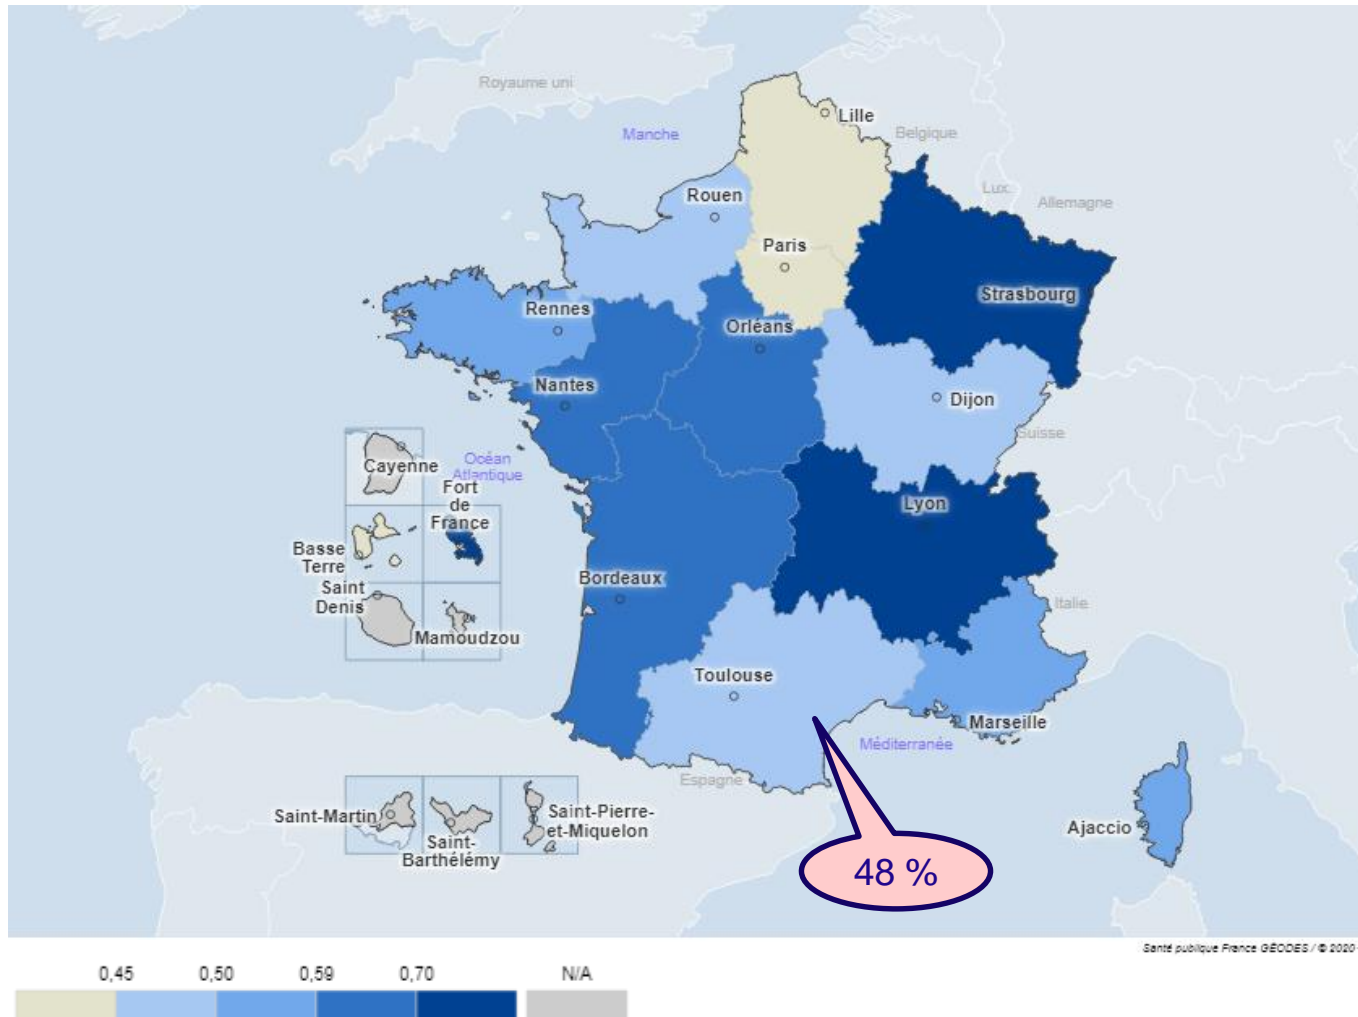 Royaume uni
Lille
Manche
Belgique
Rouen
Lux.
Allemagne
Paris
Strasbourg
Rennes
Orléans
Nantes
Dijon
Suisse
Cayenne
Océan
Atlantique
Fort
de
France
Lyon
Basse
Terre
Saint
Denis
Bordeaux
Italie
Mamoudzou
Toulouse
Marseille
Méditerranée
Espagne
Saint-Martin
Saint-
Barthélémy
Saint-Pierre-
et-Miquelon
Ajaccio
48 %
Santé publique France GÉODES / © 2020
0,45 0,50 0,59 0,70 N/A